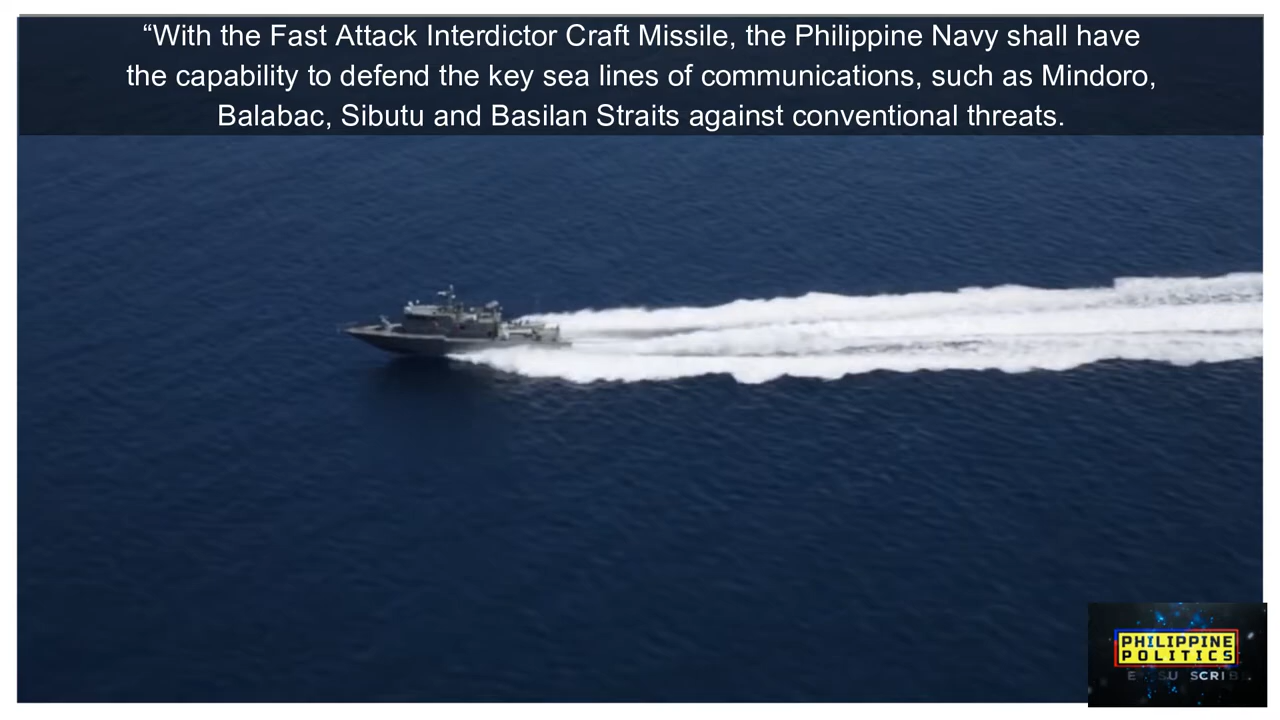 “With the Fast Attack Interdictor Craft Missile, the Philippine Navy shall have
the capability to defend the key sea lines of communications, such as Mindoro,
Balabac, Sibutu and Basilan Straits against conventional threats.
PHILIPPINE
POLITICS